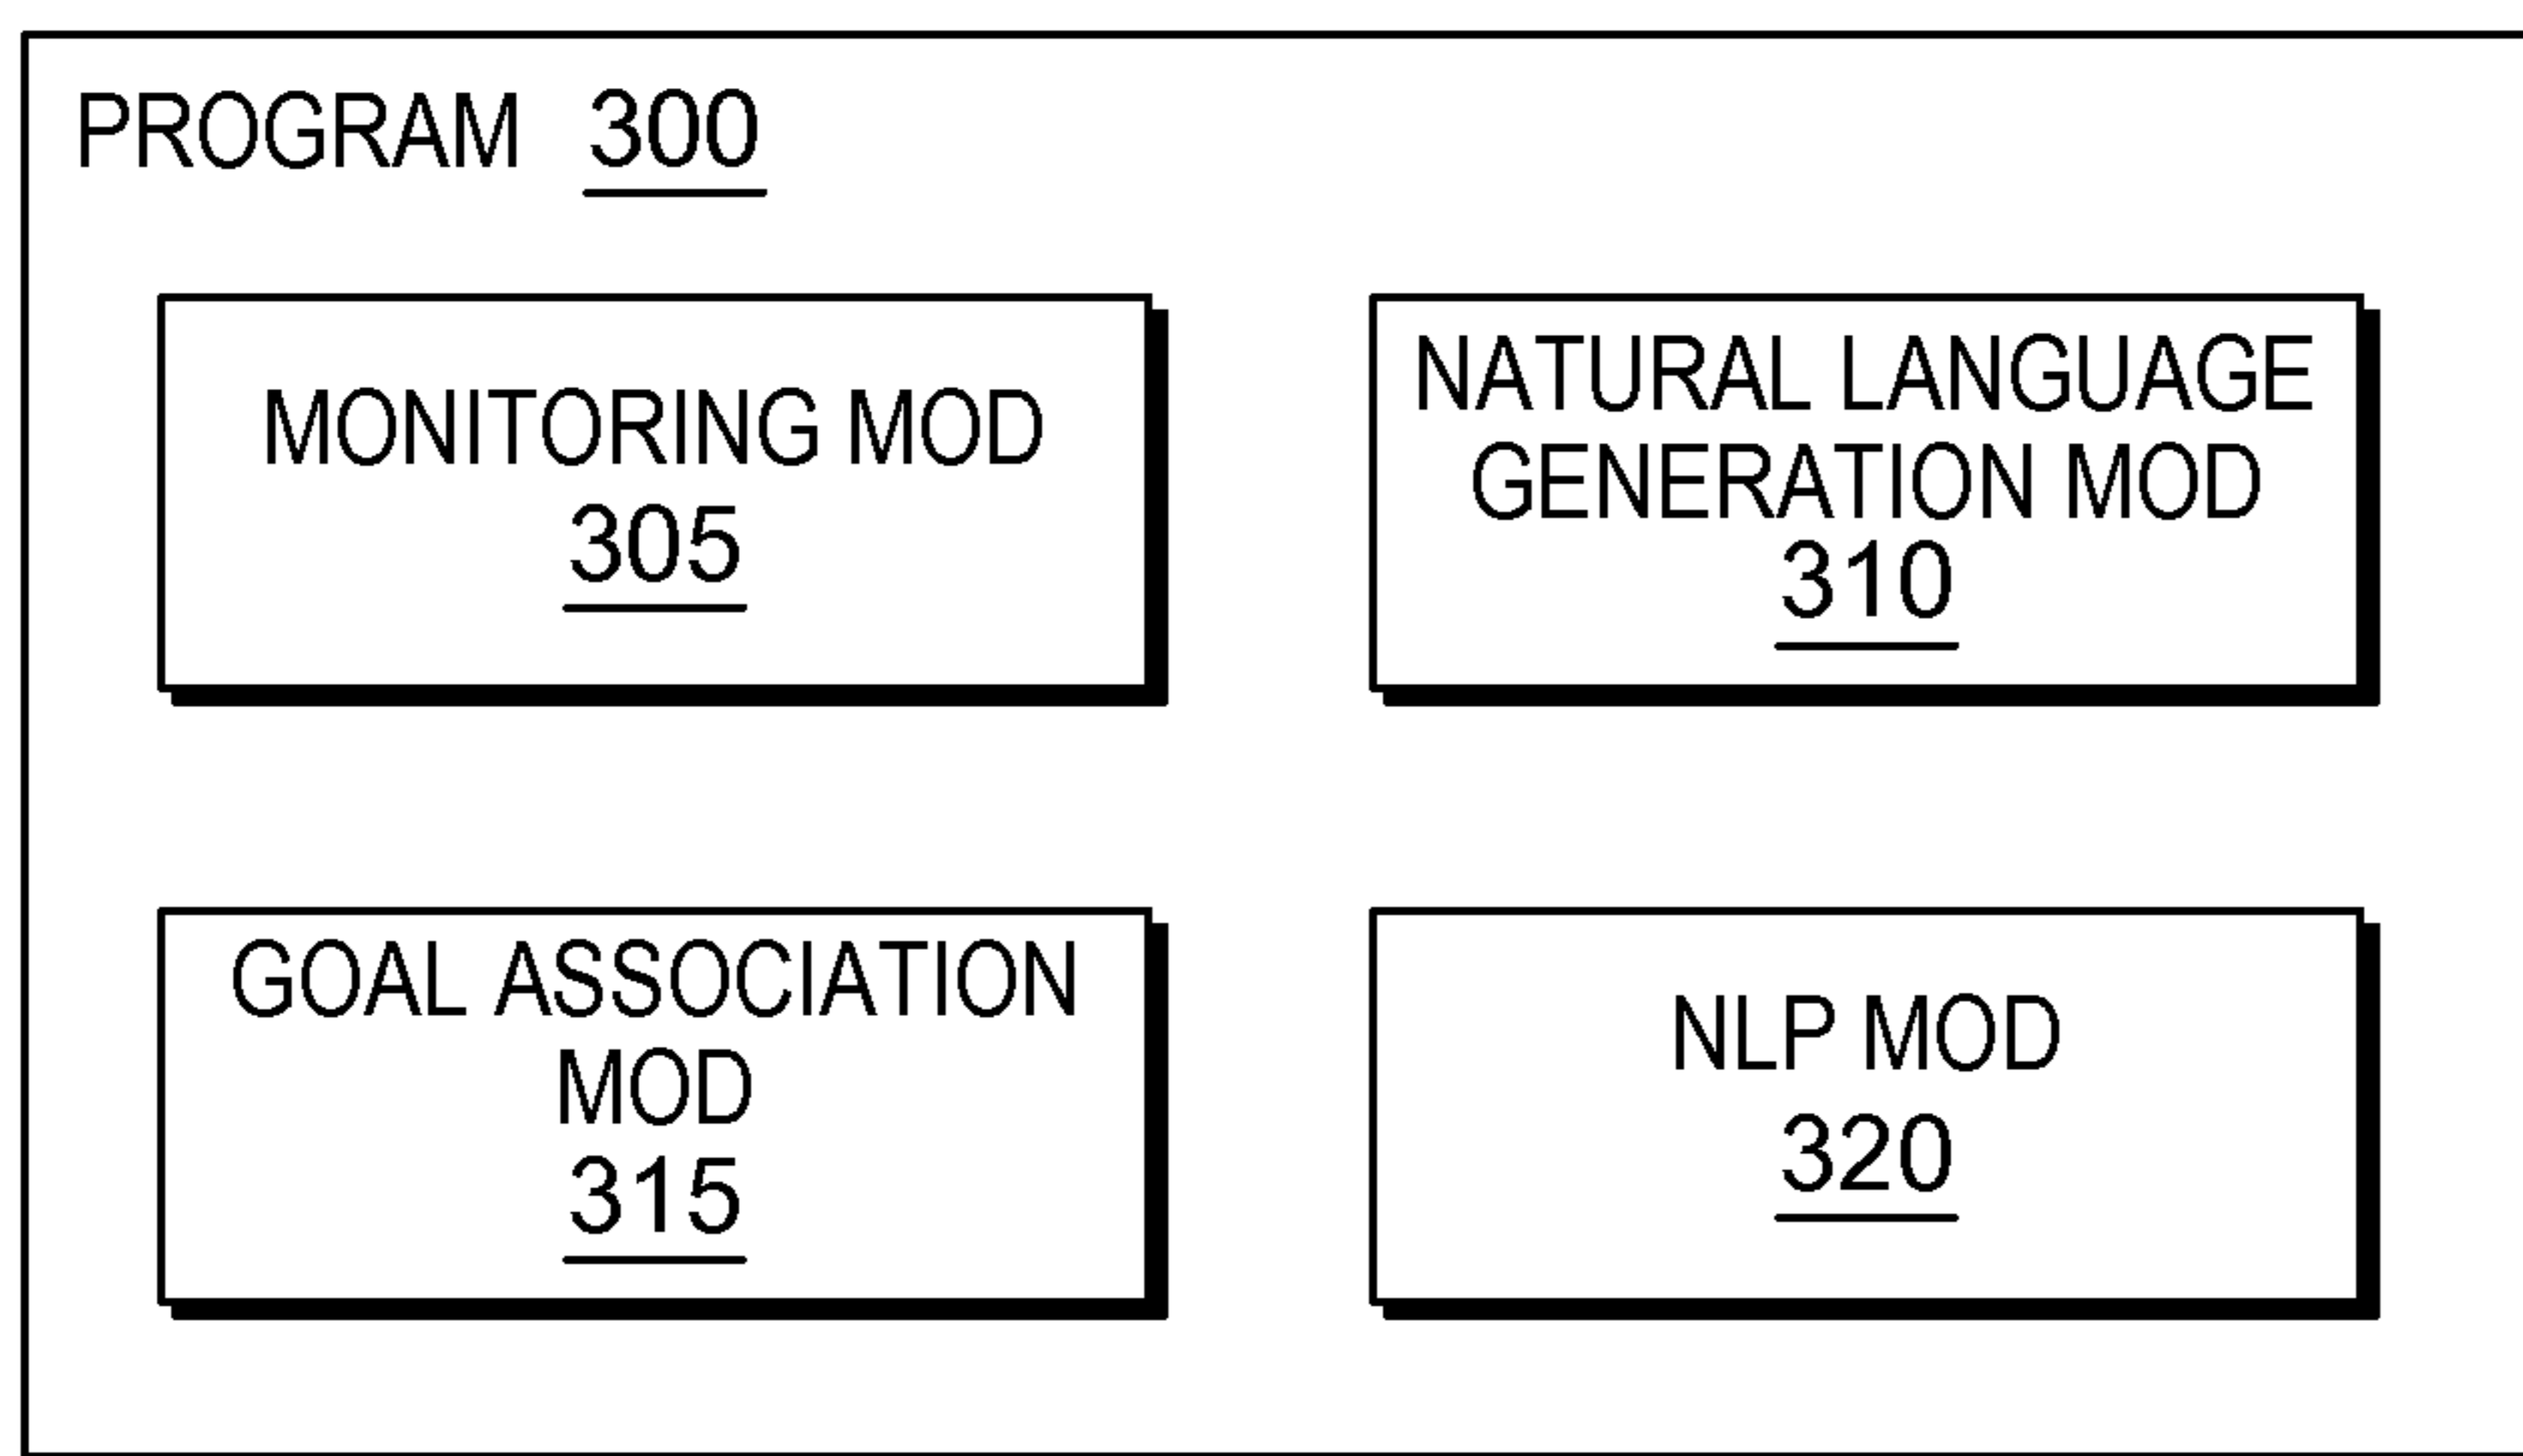 PROGRAM 300
MONITORING MOD
305
NATURAL LANGUAGE
GENERATION MOD
310
GOAL ASSOCIATION
MOD
315
NLP MOD
320